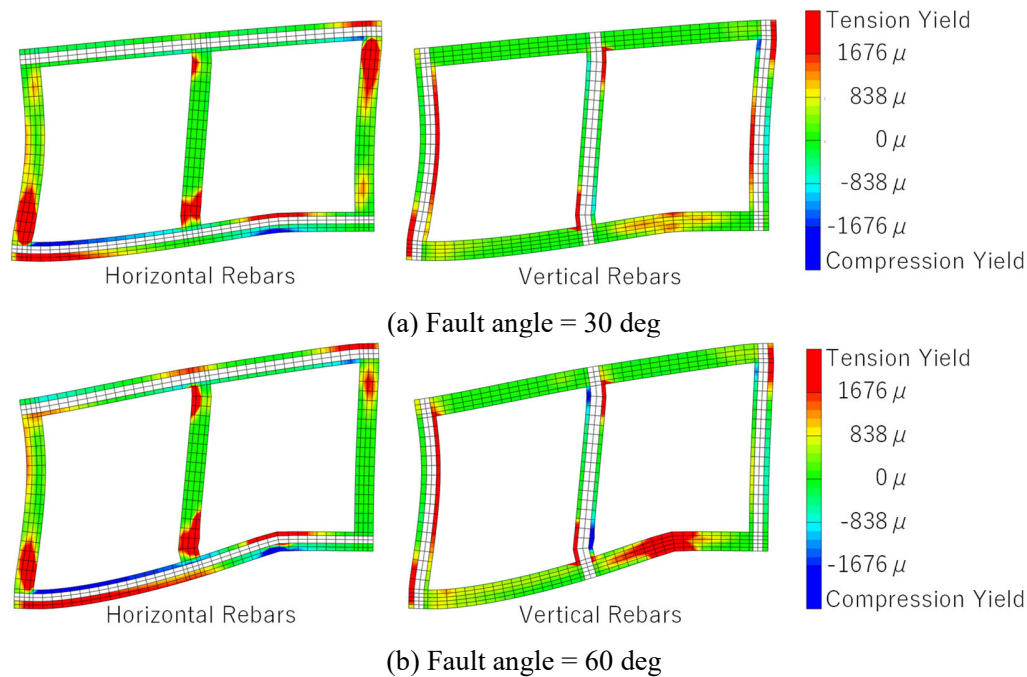 Tension Yield
1676 μ
838 μ
0 μ
-838 μ
-1676 μ
Compression Yield
Horizontal Rebars
Vertical Rebars
(a) Fault angle = 30 deg
Tension Yield
1676 μ
838 μ
0 μ
-838 μ
-1676 μ
Compression Yield
Horizontal Rebars
Vertical Rebars
(b) Fault angle = 60 deg